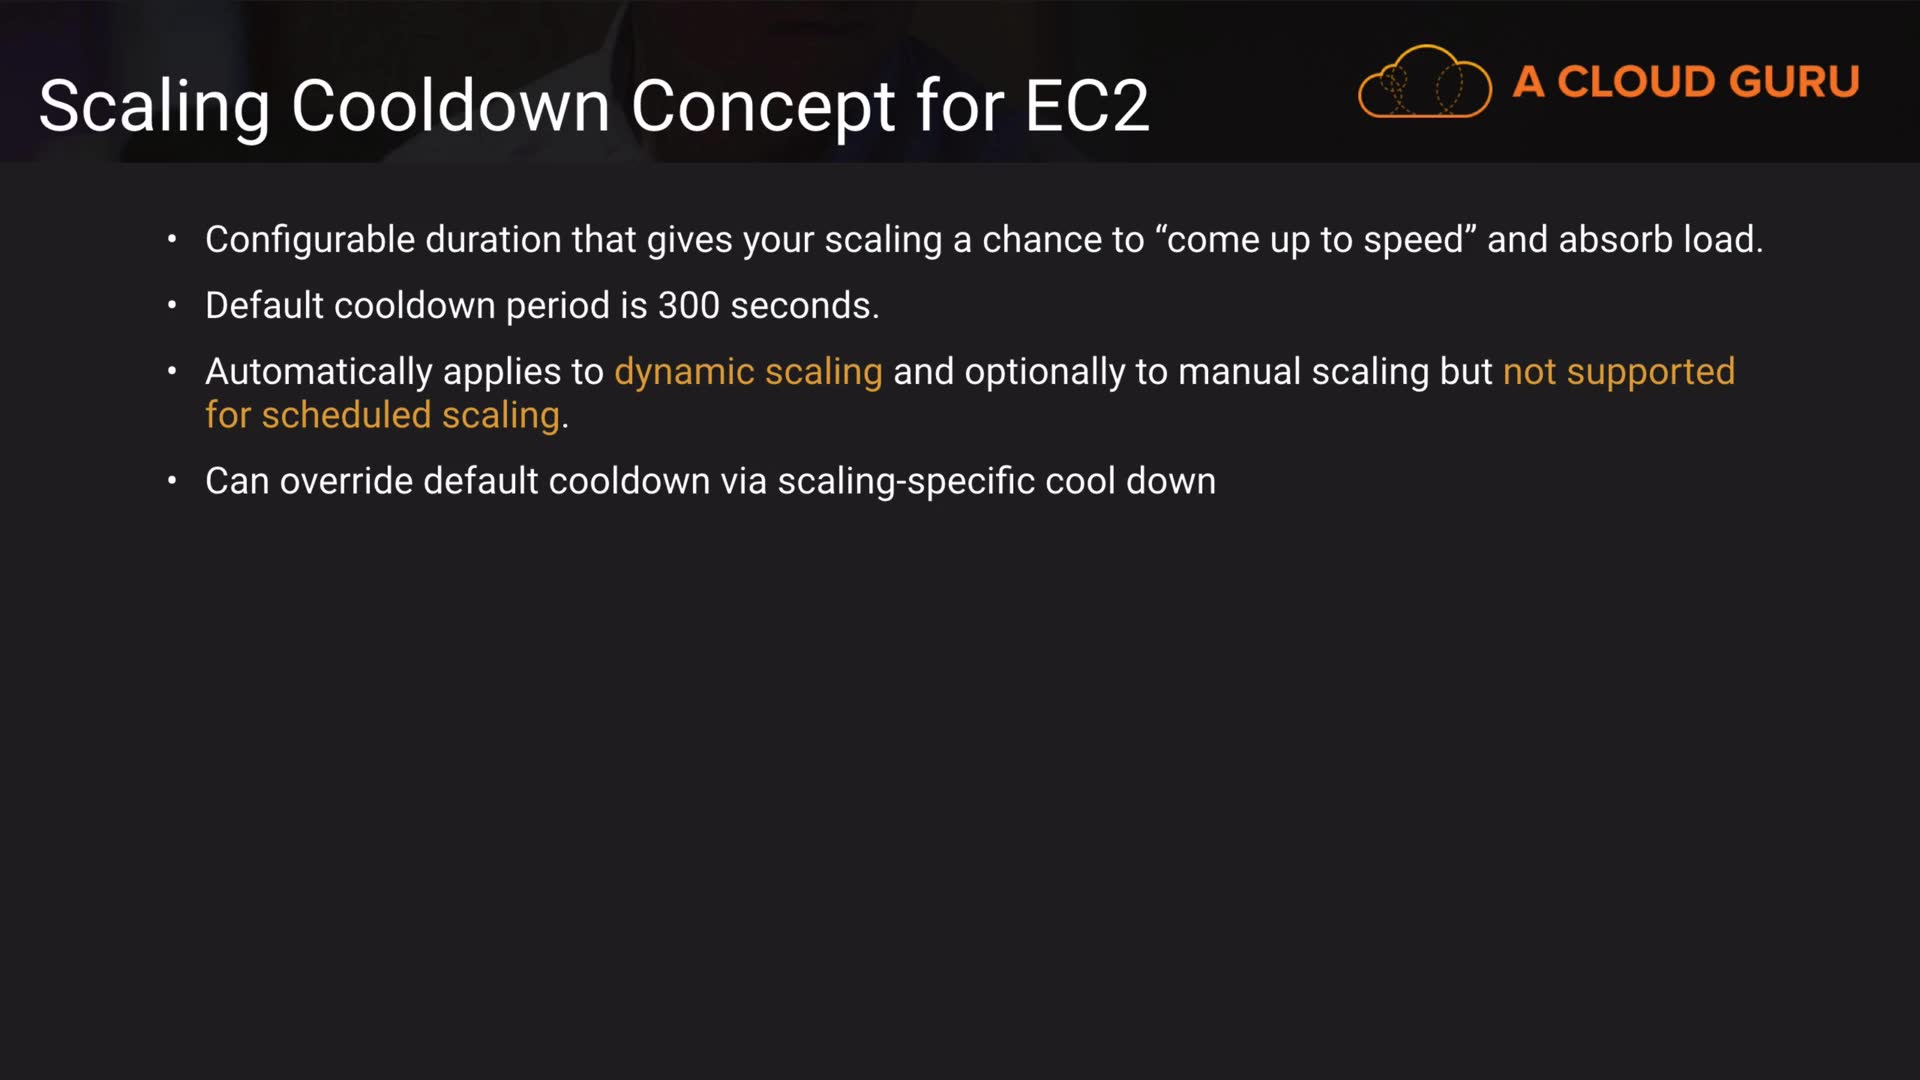 Scaling Cooldown Concept for EC2
A CLOUD GURU
• Configurable duration that gives your scaling a chance to “come up to speed” and absorb load.
• Default cooldown period is 300 seconds.
• Automatically applies to dynamic scaling and optionally to manual scaling but not supported
for scheduled scaling.
• Can override default cooldown via scaling-specific cool down